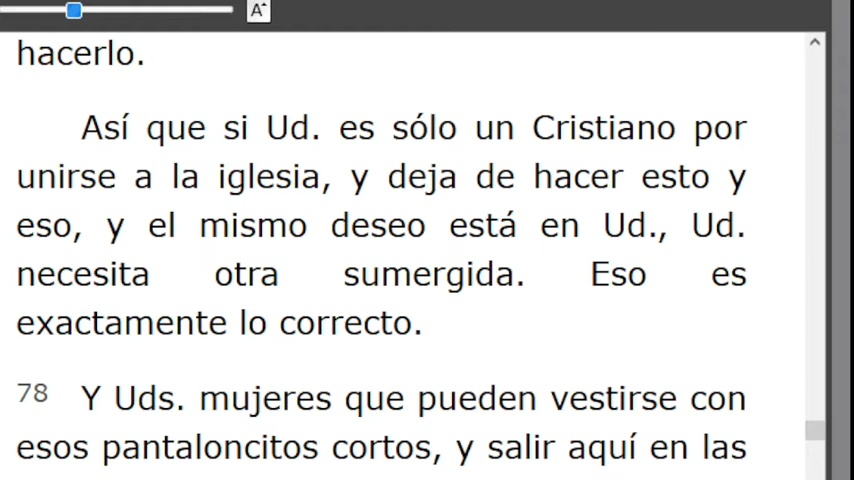 A
hacerlo.
Así que si Ud. es sólo un Cristiano por
unirse a la iglesia, y deja de hacer esto y
eso, y el mismo deseo está en Ud., Ud.
necesita otra sumergida. Eso es
exactamente lo correcto.
78 Y Uds. mujeres que pueden vestirse con
esos pantaloncitos cortos, y salir aquí en las